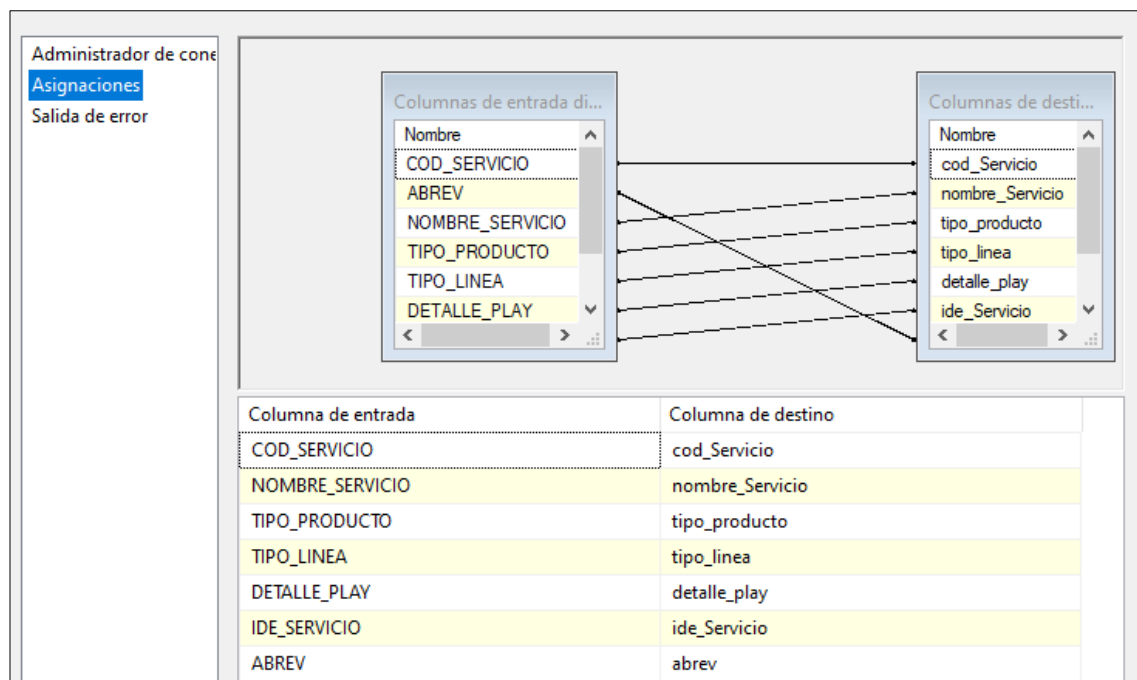 Administrador de cone
Asignaciones
Salida de error
Columnas de entrada di...
Nombre
COD_SERVICIO
ABREV
NOMBRE_SERVICIO
TIPO_PRODUCTO
TIPO_LINEA
DETALLE_PLAY
Columnas de desti...
Nombre
cod_Servicio
nombre_Servicio
tipo_producto
tipo_linea
detalle_play
ide_Servicio
Columna de entrada Columna de destino
COD_SERVICIO cod_Servicio
NOMBRE_SERVICIO nombre_Servicio
TIPO_PRODUCTO tipo_producto
TIPO_LINEA tipo_linea
DETALLE_PLAY detalle_play
IDE_SERVICIO ide_Servicio
ABREV abrev